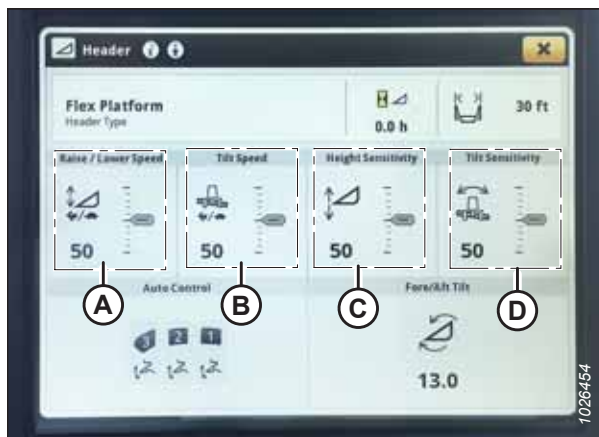 Header
Flex Platform
Header Type
0.0 h
30 ft
Raise / Lower Speed
Tilt Speed
Height Sensitivity
Tilt Sensitivity
50
50
50
50
A
B
C
D
Auto Control
Fore/Aft Tilt
3 2 1
13.0
1026454